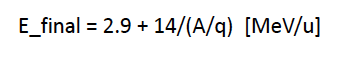 E_final = 2.9 + 14/(A/q) [MeV/u]